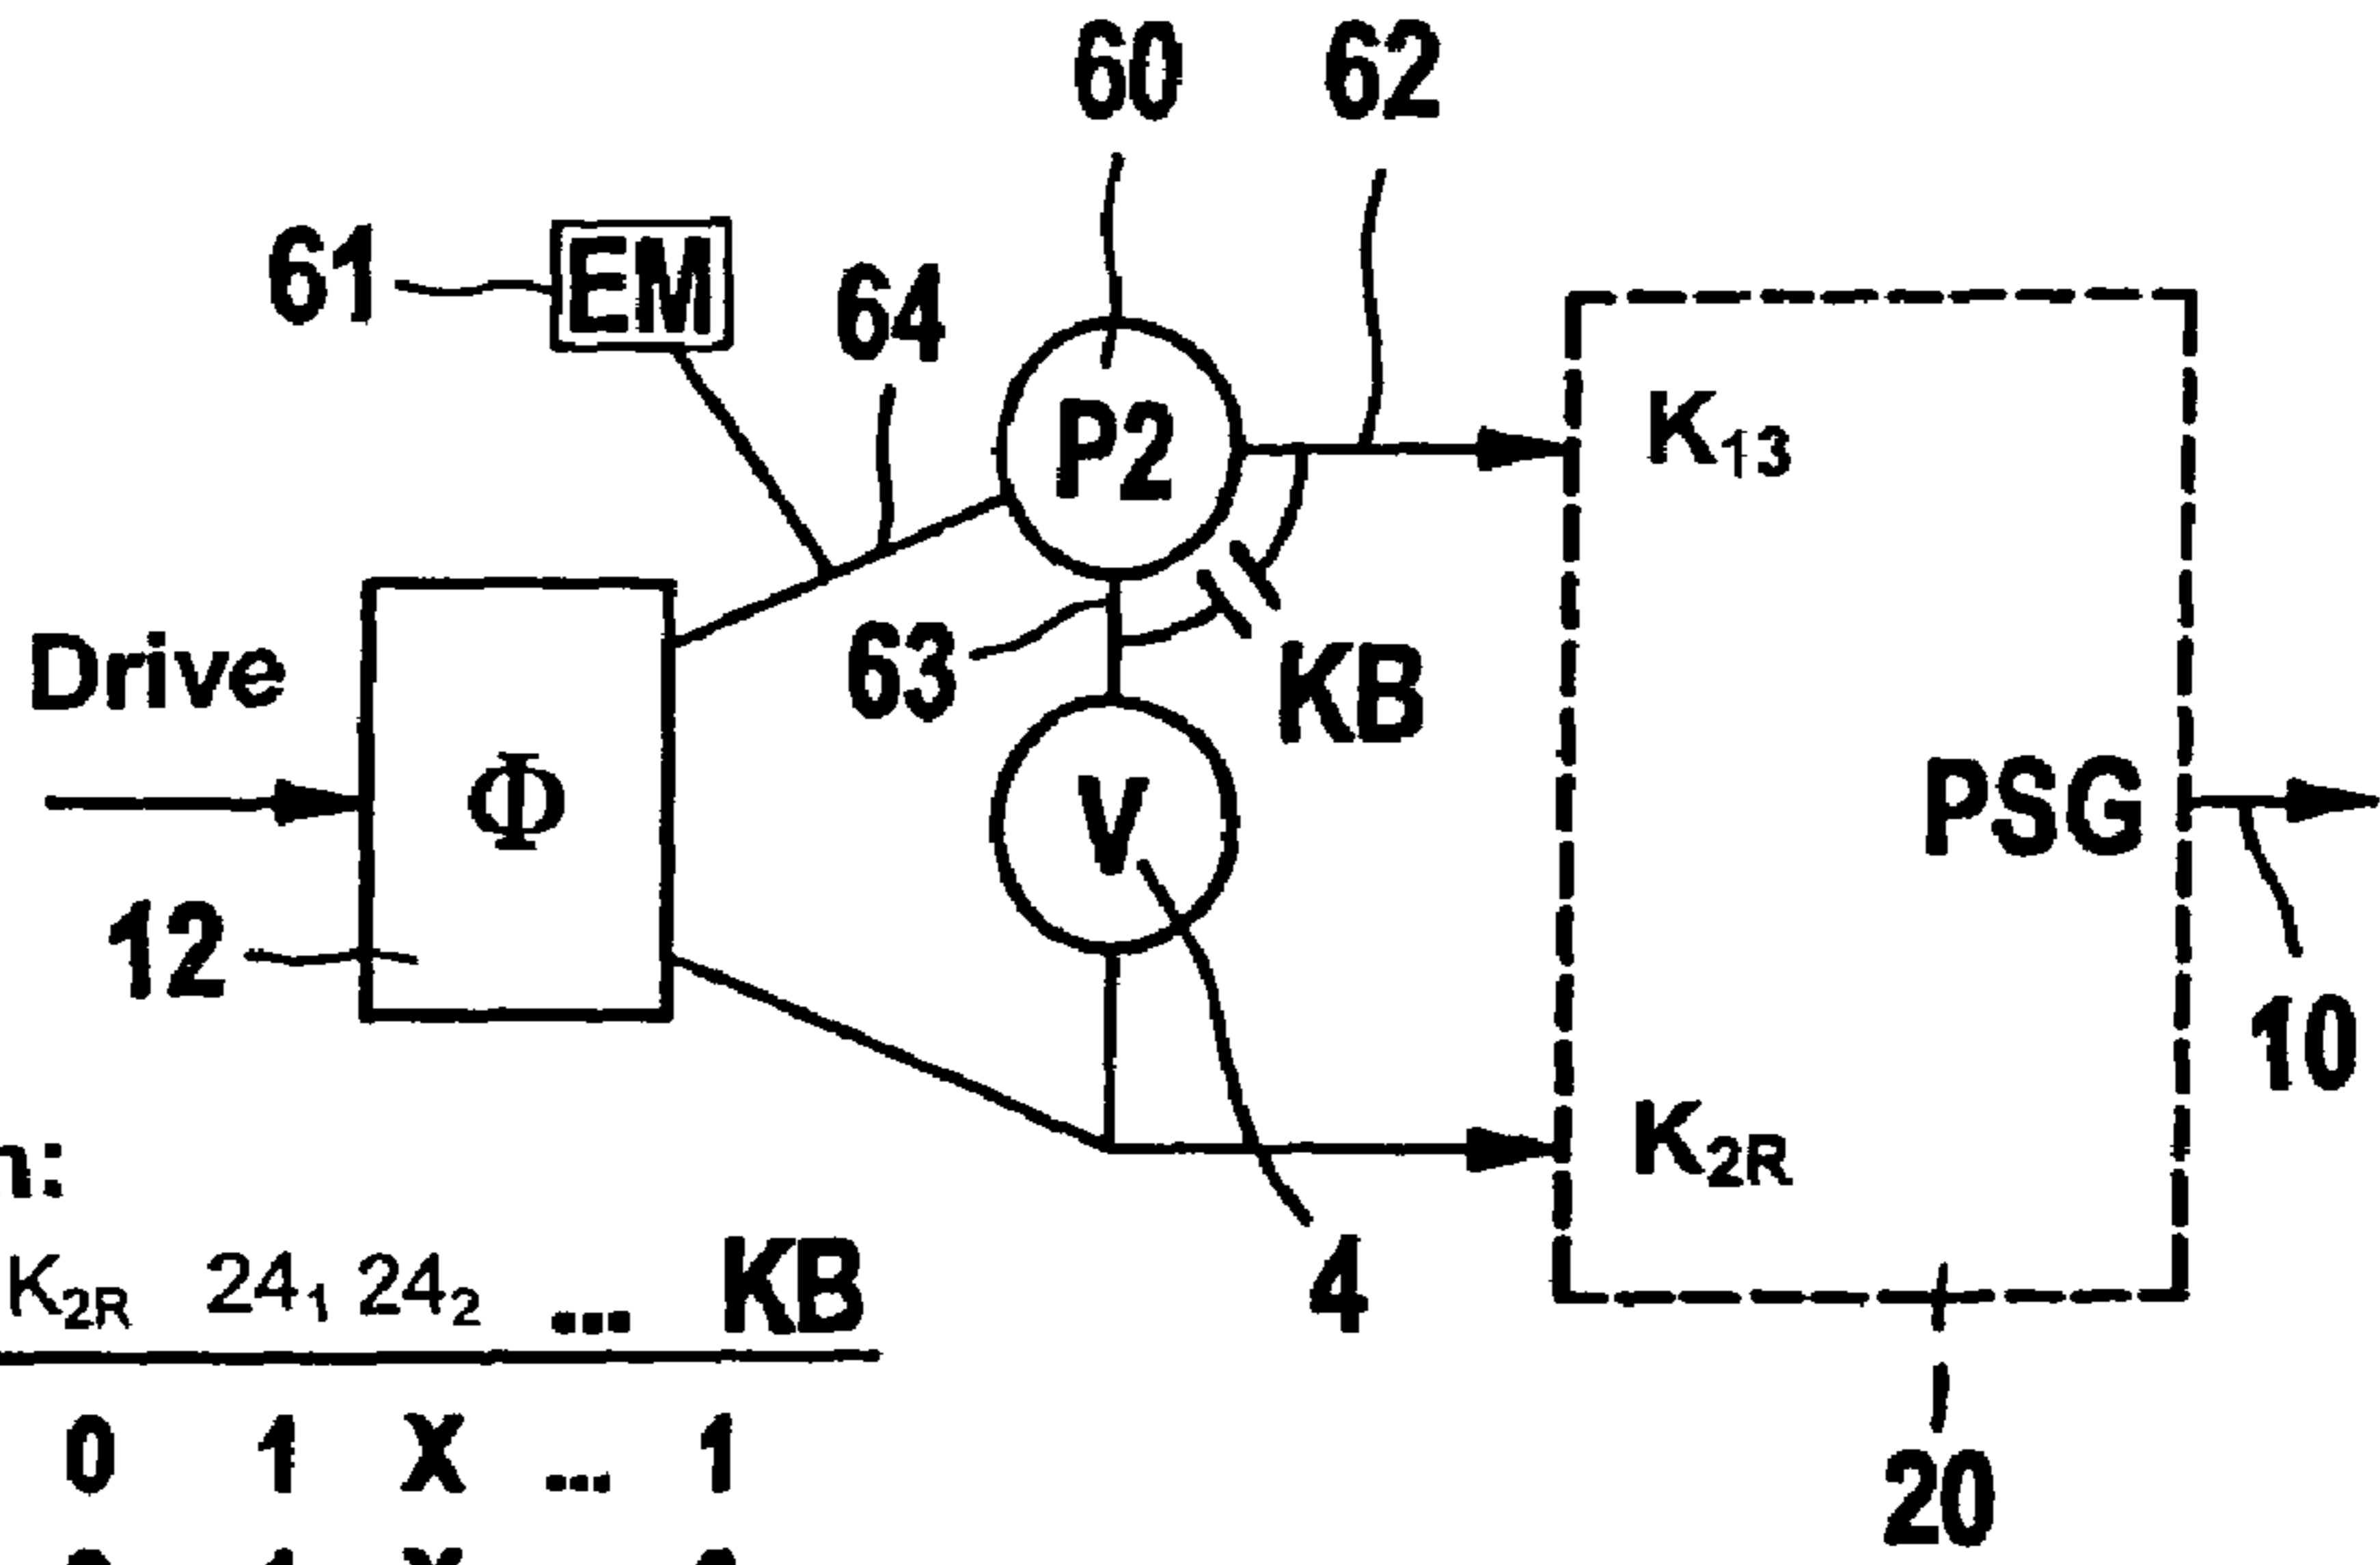 60 62
61 EM 64
P2 K₁₃
Drive 63 KB
Φ V PSG
12 10
n:
K₂R 24₁ 24₂ ... KB 4
0 1 X ... 1
20